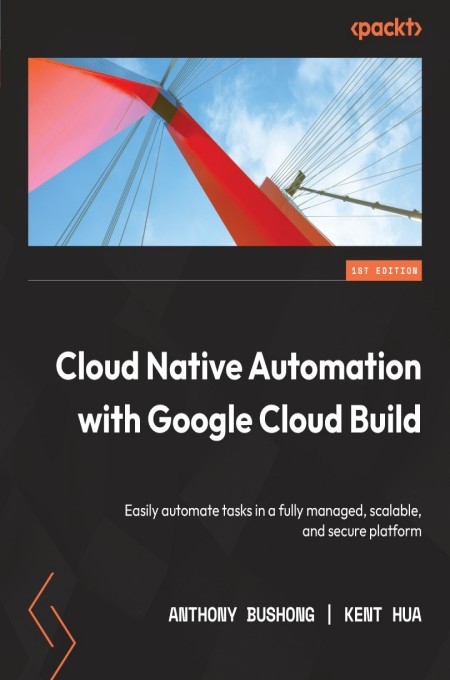 <packt>
1ST EDITION
Cloud Native Automation
with Google Cloud Build
Easily automate tasks in a fully managed, scalable,
and secure platform
ANTHONY BUSHONG | KENT HUA